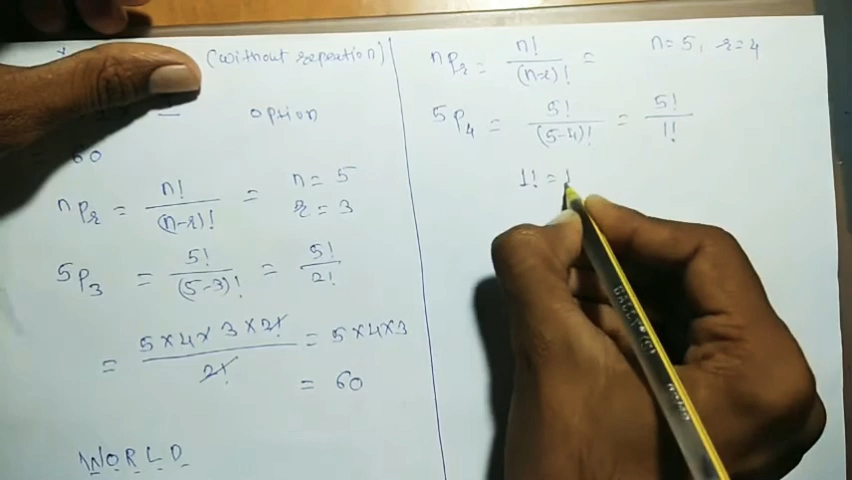 (without repeation)
option
60
nPr = n! / (n-r)! = n = 5
r = 3
5P3 = 5! / (5-3)! = 5! / 2!
= 5 x 4 x 3 x 2! / 2! = 5 x 4 x 3
= 60
WORLD
nPr = n! / (n-r)! = n = 5, r = 4
5P4 = 5! / (5-4)! = 5! / 1!
1! = 1